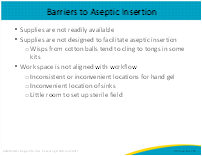 Barriers to Aseptic Insertion
• Supplies are not readily available
• Supplies are not designed to facilitate aseptic insertion
□ Wisps from cotton balls tend to cling to tongs in some
kits
• Workspace is not aligned with workflow
□ Inconsistent or inconvenient locations for hand gel
□ Inconvenient location of sinks
□ Little room to set up sterile field